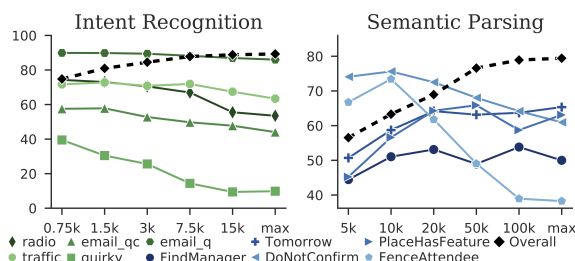 Intent Recognition Semantic Parsing
100
80
60
40
20
0
80
70
60
50
40
0.75k 1.5k 3k 7.5k 15k max
5k 10k 20k 50k 100k max
radio email_qc email_q Tomorrow PlaceHasFeature Overall
traffic quirky FindManager DoNotConfirm FenceAttendee